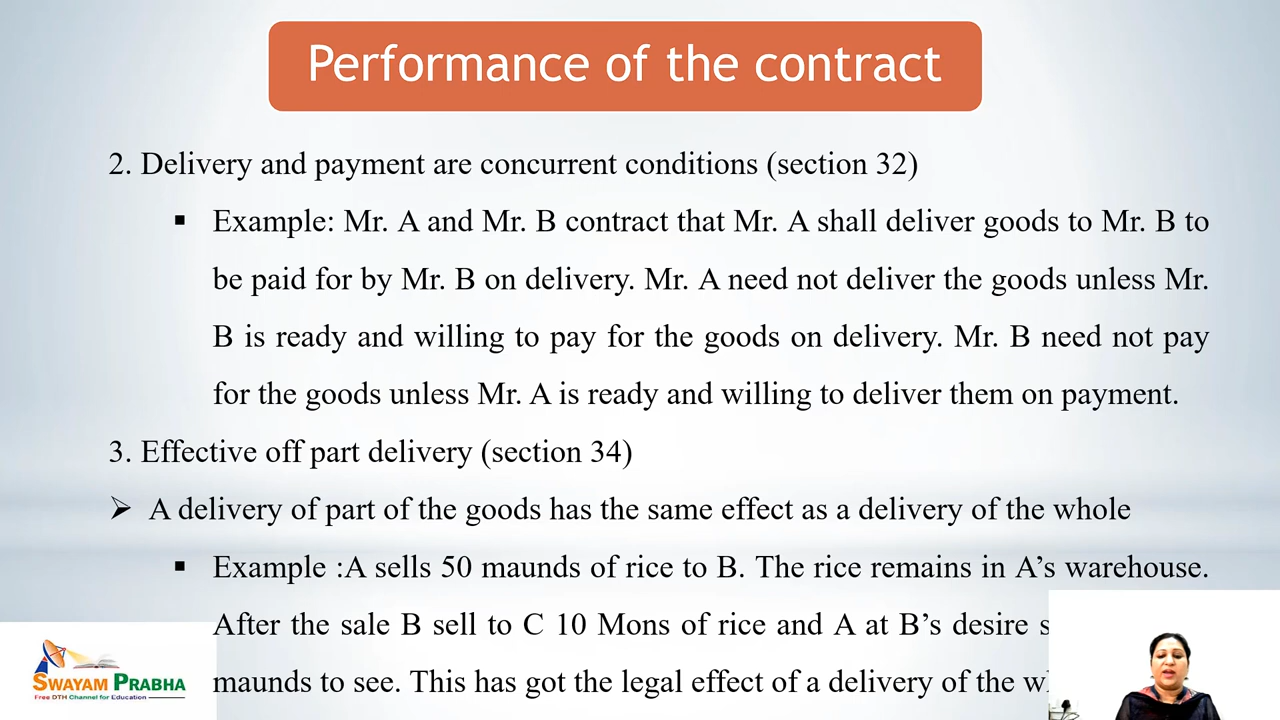 Performance of the contract
2. Delivery and payment are concurrent conditions (section 32)
▪ Example: Mr. A and Mr. B contract that Mr. A shall deliver goods to Mr. B to
be paid for by Mr. B on delivery. Mr. A need not deliver the goods unless Mr.
B is ready and willing to pay for the goods on delivery. Mr. B need not pay
for the goods unless Mr. A is ready and willing to deliver them on payment.
3. Effective off part delivery (section 34)
➢ A delivery of part of the goods has the same effect as a delivery of the whole
▪ Example :A sells 50 maunds of rice to B. The rice remains in A’s warehouse.
After the sale B sell to C 10 Mons of rice and A at B’s desire
maunds to see. This has got the legal effect of a delivery of the
SWAYAM PRABHA
Free DTH Channel for Education